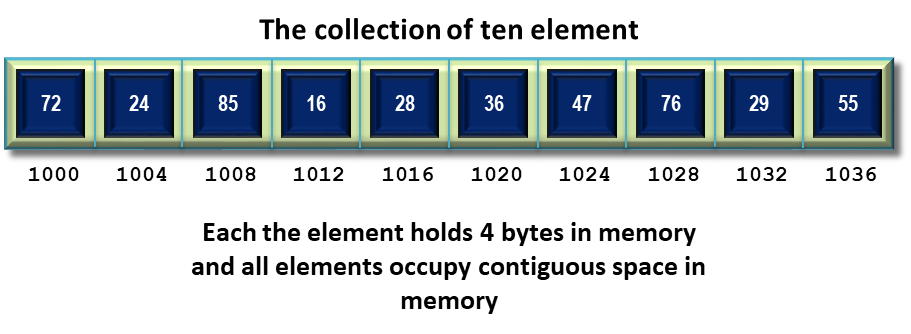 The collection of ten element
72 24 85 16 28 36 47 76 29 55
1000 1004 1008 1012 1016 1020 1024 1028 1032 1036
Each the element holds 4 bytes in memory
and all elements occupy contiguous space in
memory